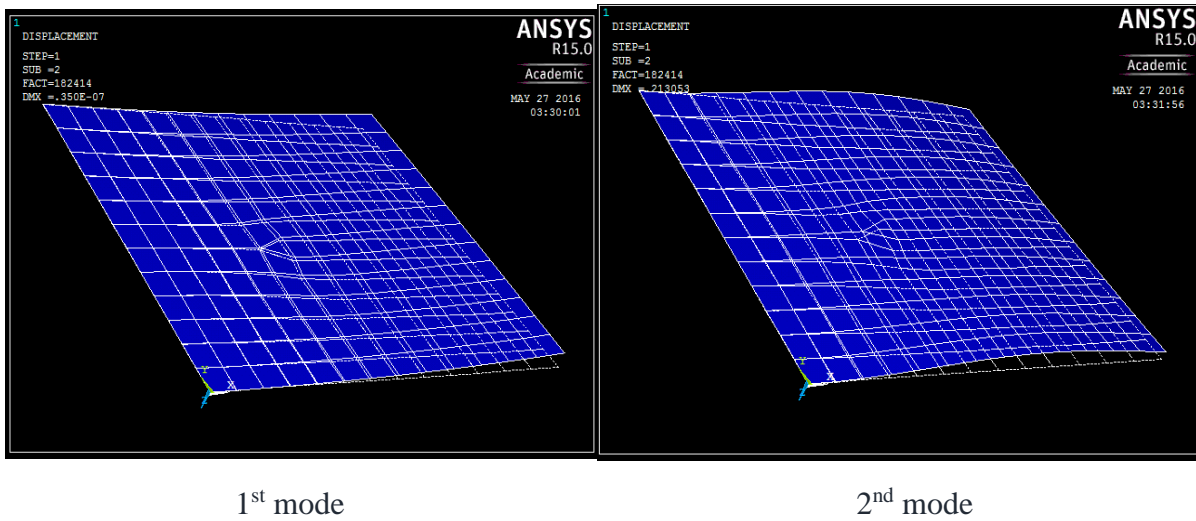 1
DISPLACEMENT
STEP=1
SUB =2
FACT=182414
DMX =.350E-07
ANSYS
R15.0
Academic
MAY 27 2016
03:30:01
Y
X
Z
1
DISPLACEMENT
STEP=1
SUB =2
FACT=182414
DMX =.213053
ANSYS
R15.0
Academic
MAY 27 2016
03:31:56
Y
X
Z
1st mode
2nd mode